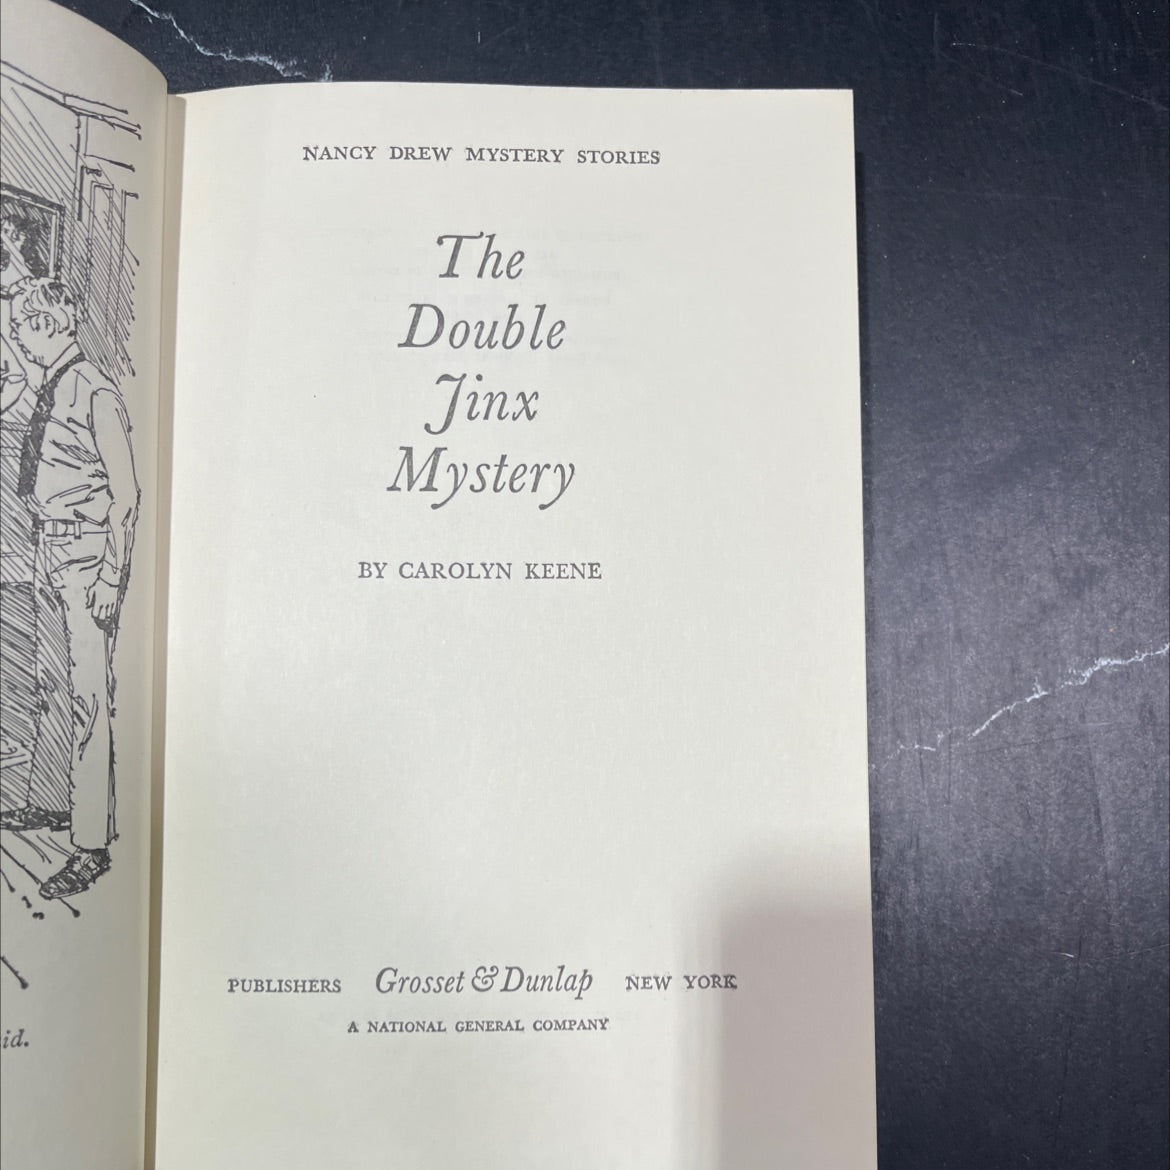 id.
NANCY DREW MYSTERY STORIES
The
Double
Jinx
Mystery
BY CAROLYN KEENE
PUBLISHERS Grosset & Dunlap NEW YORK
A NATIONAL GENERAL COMPANY